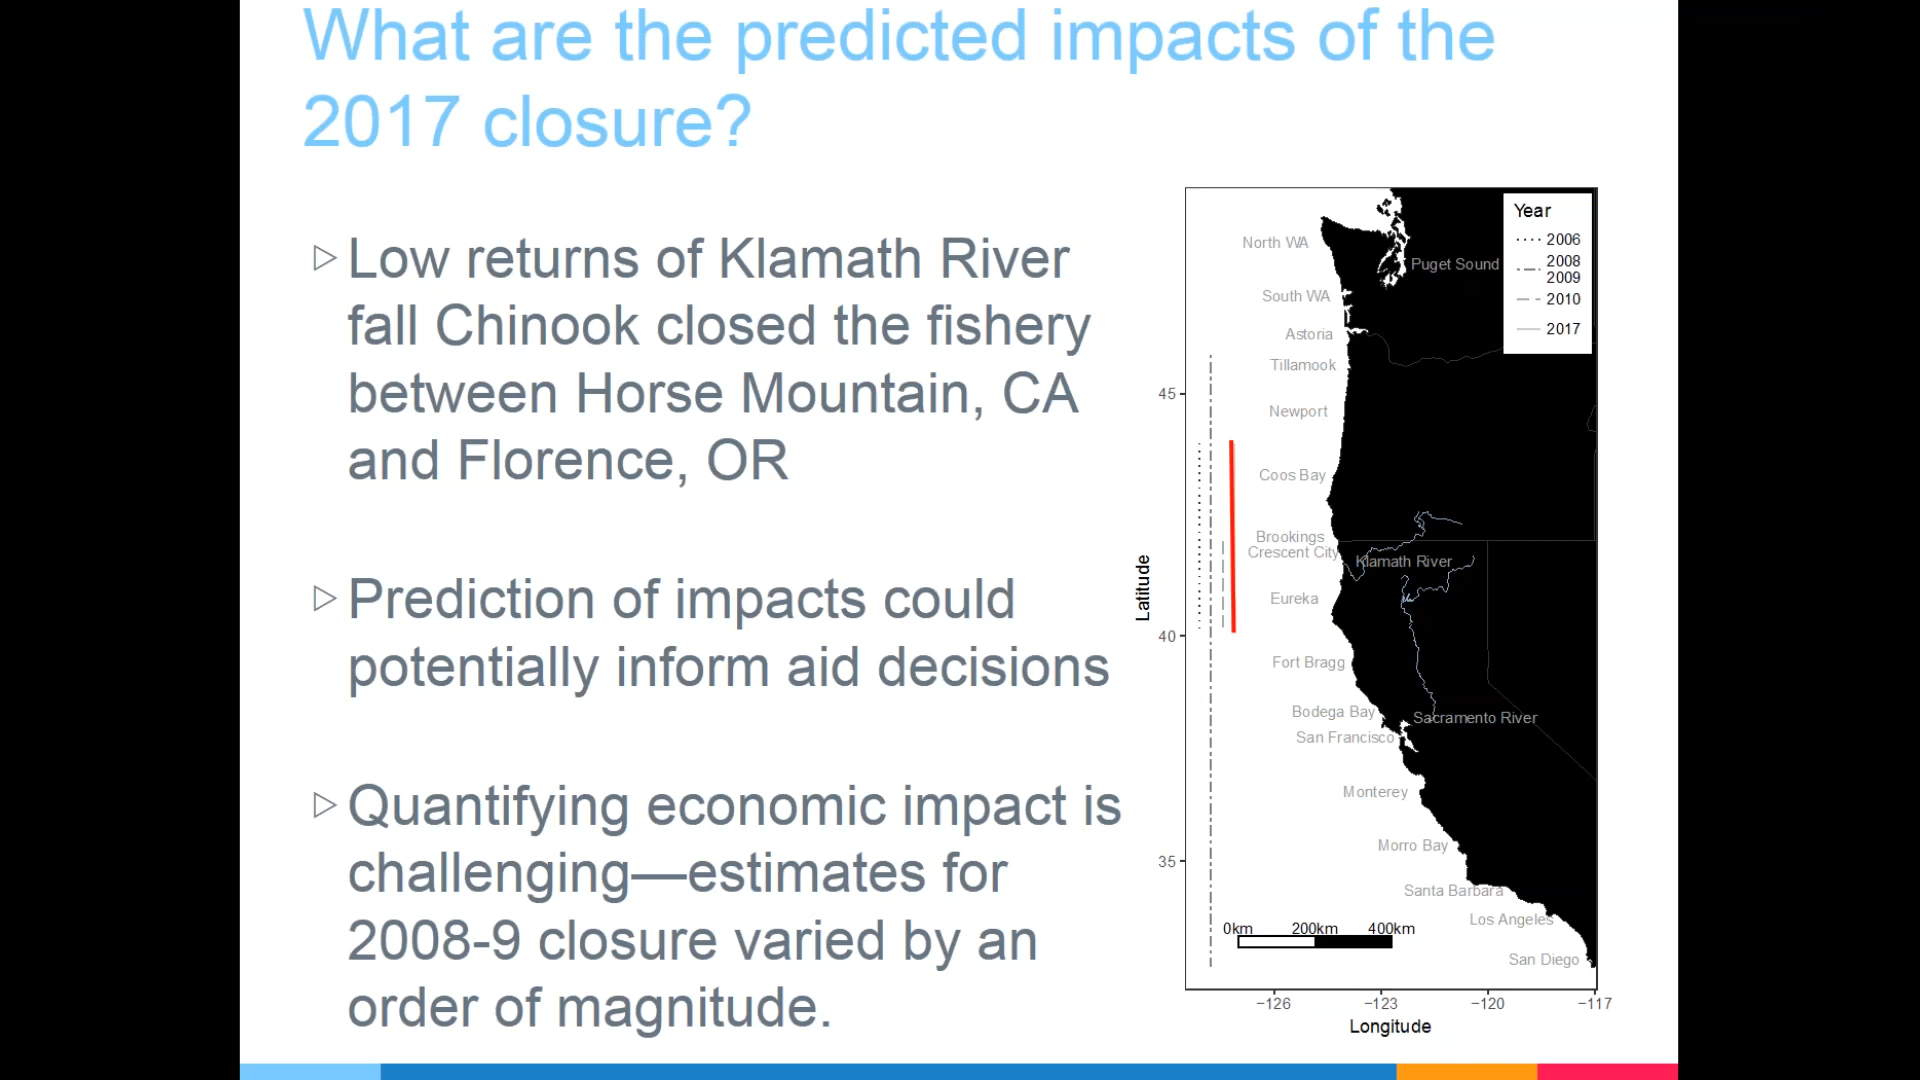 What are the predicted impacts of the
2017 closure?
▷ Low returns of Klamath River
fall Chinook closed the fishery
between Horse Mountain, CA
and Florence, OR
▷ Prediction of impacts could
potentially inform aid decisions
▷ Quantifying economic impact is
challenging—estimates for
2008-9 closure varied by an
order of magnitude.
Year
2006
2008
2009
2010
2017
North WA
Puget Sound
South WA
Astoria
Tillamook
Newport
Coos Bay
Brookings
Crescent City
Klamath River
Eureka
Fort Bragg
Bodega Bay
Sacramento River
San Francisco
Monterey
Morro Bay
Santa Barbara
Los Angeles
San Diego
0km 200km 400km
Latitude
45
40
35
−126 −123 −120 −117
Longitude